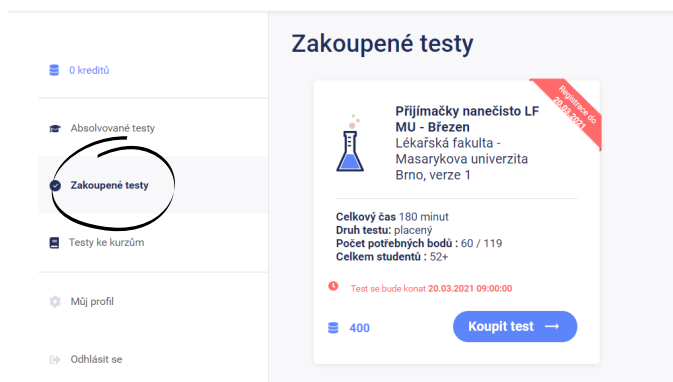 0 kreditů
Absolvované testy
Zakoupené testy
Testy ke kurzům
Můj profil
Odhlásit se
Zakoupené testy
Registrace do
20.03.2021
Přijímačky nanečisto LF
MU - Březen
Lékařská fakulta -
Masarykova univerzita
Brno, verze 1
Celkový čas 180 minut
Druh testu: placený
Počet potřebných bodů : 60 / 119
Celkem studentů : 52+
Test se bude konat 20.03.2021 09:00:00
400
Koupit test →